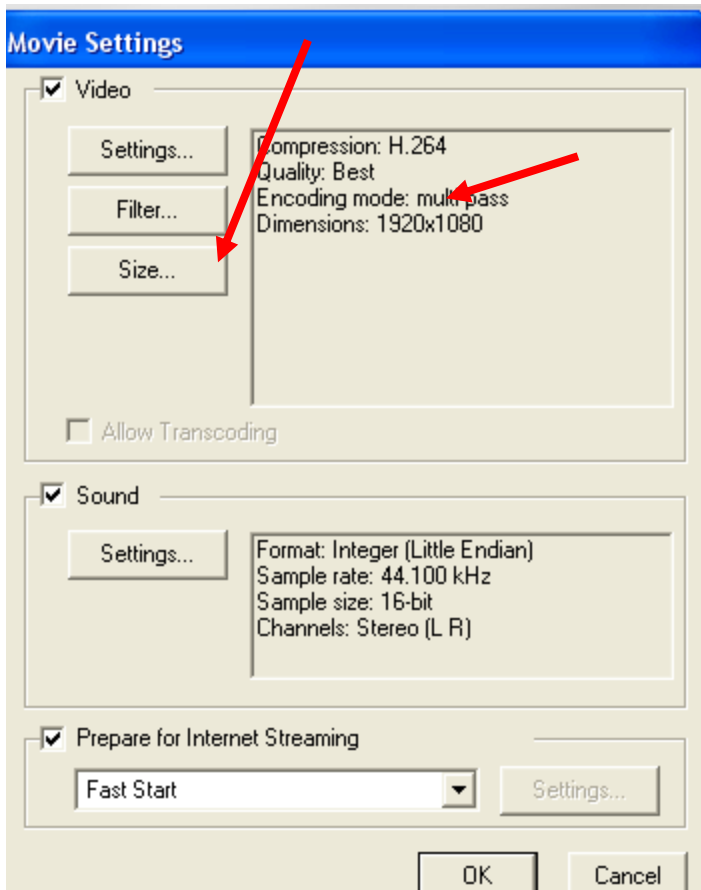 Movie Settings
Video
Settings...
Filter...
Size...
Compression: H.264
Quality: Best
Encoding mode: multi pass
Dimensions: 1920x1080
Allow Transcoding
Sound
Settings...
Format: Integer (Little Endian)
Sample rate: 44.100 kHz
Sample size: 16-bit
Channels: Stereo (L R)
Prepare for Internet Streaming
Fast Start
Settings...
OK
Cancel